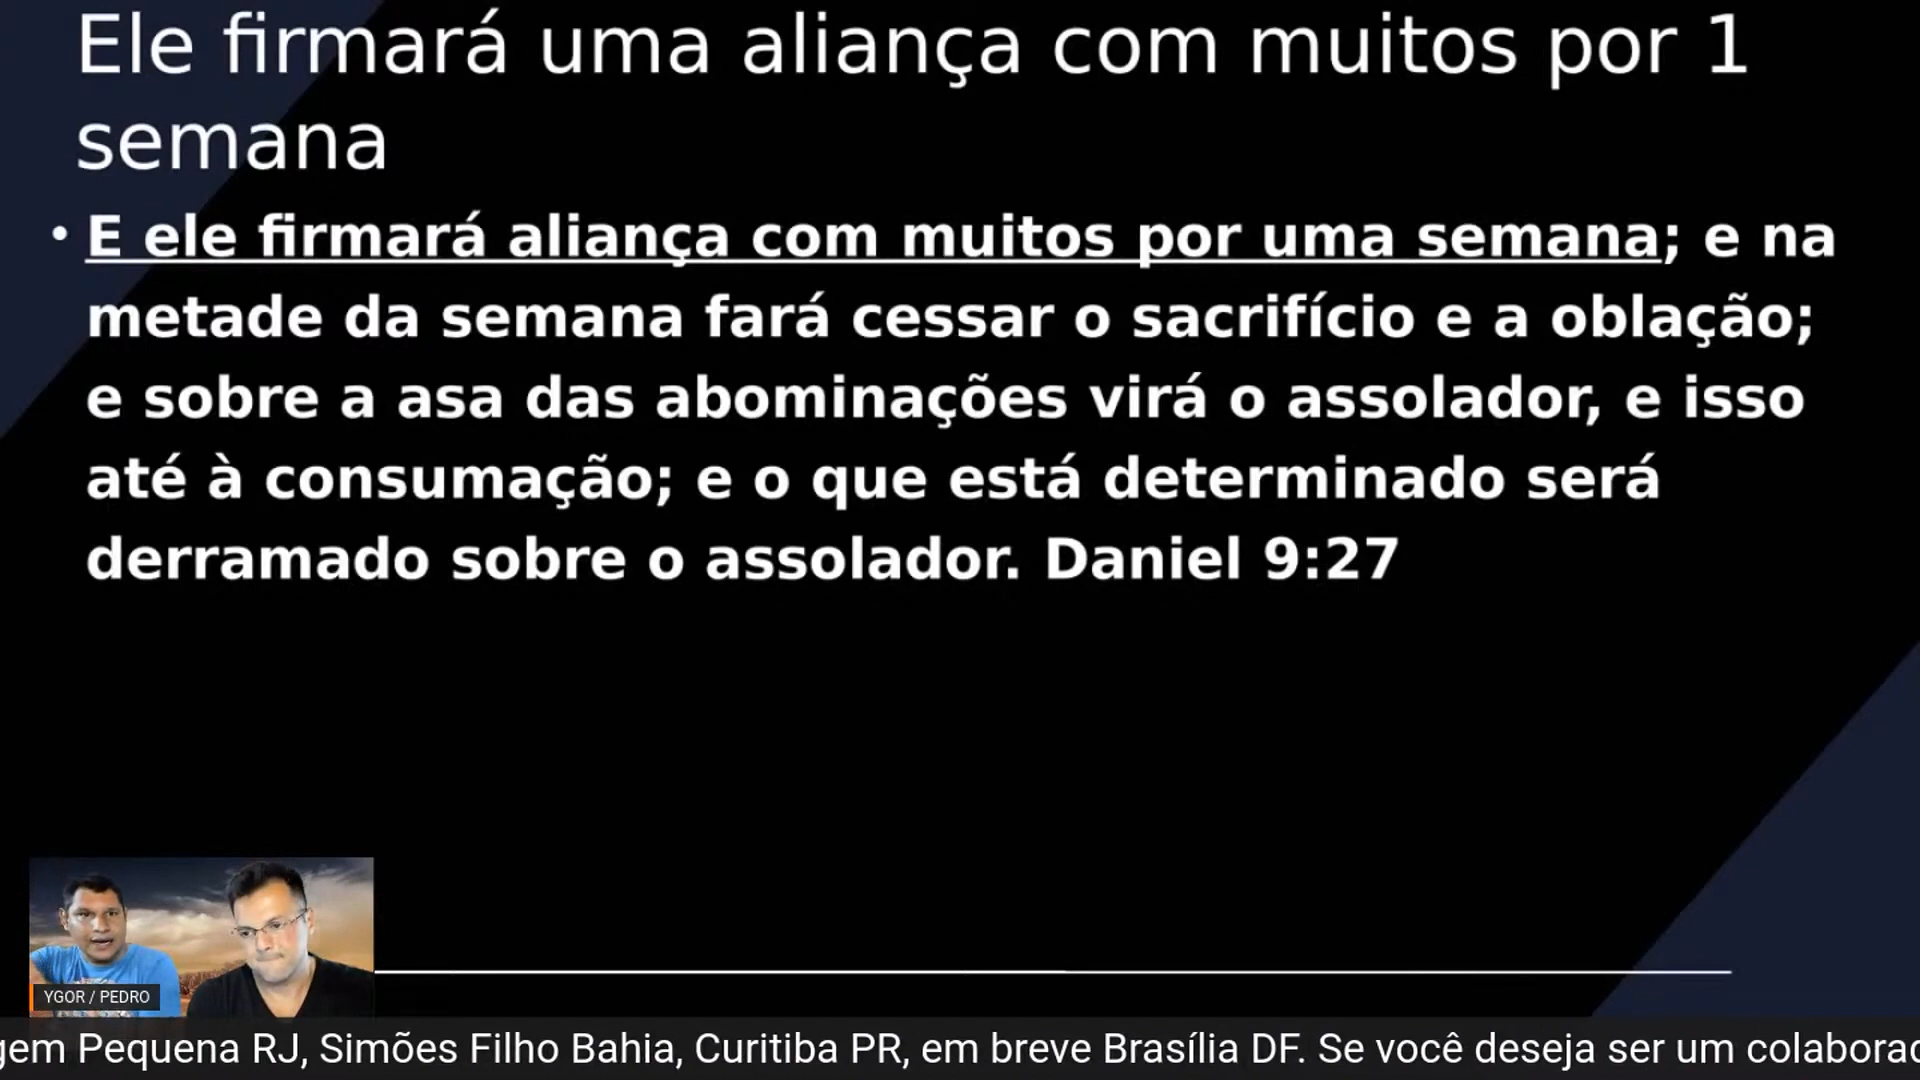 Ele firmará uma aliança com muitos por 1
semana
• E ele firmará aliança com muitos por uma semana; e na
metade da semana fará cessar o sacrifício e a oblação;
e sobre a asa das abominações virá o assolador, e isso
até à consumação; e o que está determinado será
derramado sobre o assolador. Daniel 9:27
YGOR / PEDRO
gem Pequena RJ, Simões Filho Bahia, Curitiba PR, em breve Brasília DF. Se você deseja ser um colaborad